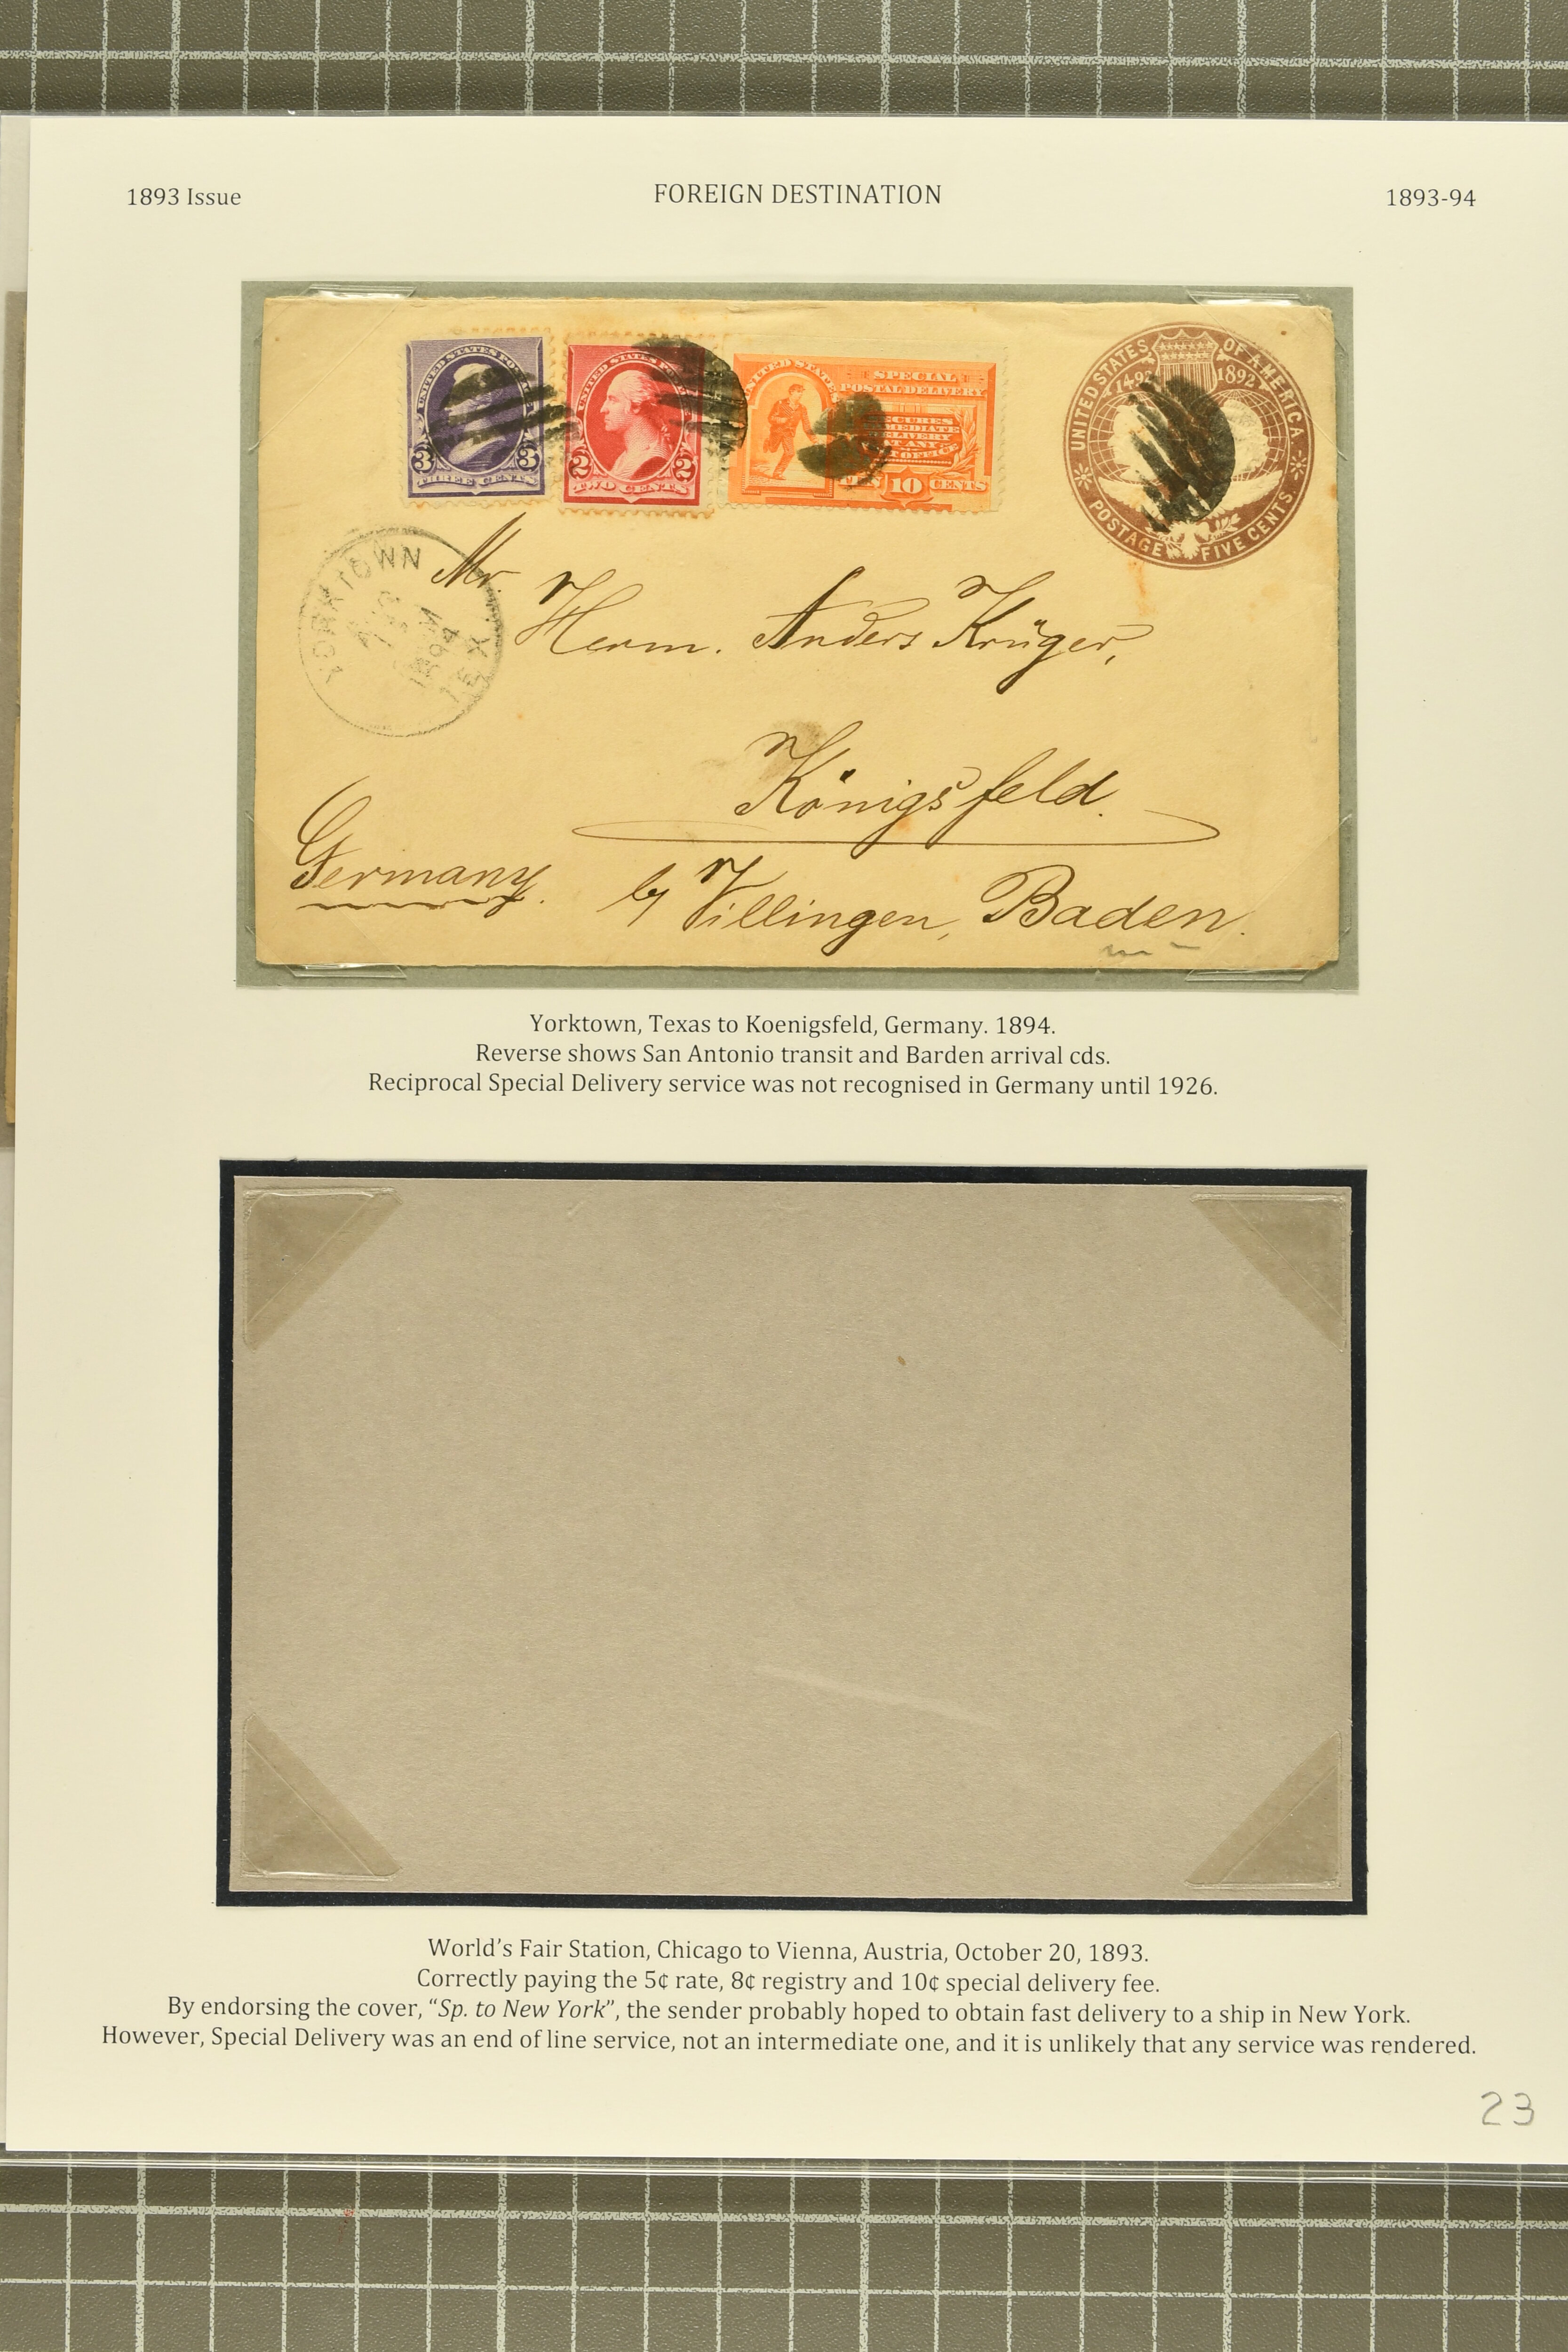 1893 Issue
FOREIGN DESTINATION
1893-94
UNITED STATES POSTAGE
3 3
THREE CENTS
UNITED STATES POSTAGE
2 2
TWO CENTS
UNITED STATES
SPECIAL
POSTAL DELIVERY
SECURES
IMMEDIATE
DELIVERY
AT ANY
POST OFFICE
TEN 10 CENTS
UNITED STATES OF AMERICA
1492 1892
POSTAGE FIVE CENTS
YORKTOWN
1894
TEX.
Mr.
Herm. Anders Krüger,
Königsfeld.
Germany.
b/ Villingen, Baden.
Yorktown, Texas to Koenigsfeld, Germany. 1894.
Reverse shows San Antonio transit and Barden arrival cds.
Reciprocal Special Delivery service was not recognised in Germany until 1926.
World's Fair Station, Chicago to Vienna, Austria, October 20, 1893.
Correctly paying the 5¢ rate, 8¢ registry and 10¢ special delivery fee.
By endorsing the cover, “Sp. to New York”, the sender probably hoped to obtain fast delivery to a ship in New York.
However, Special Delivery was an end of line service, not an intermediate one, and it is unlikely that any service was rendered.
23